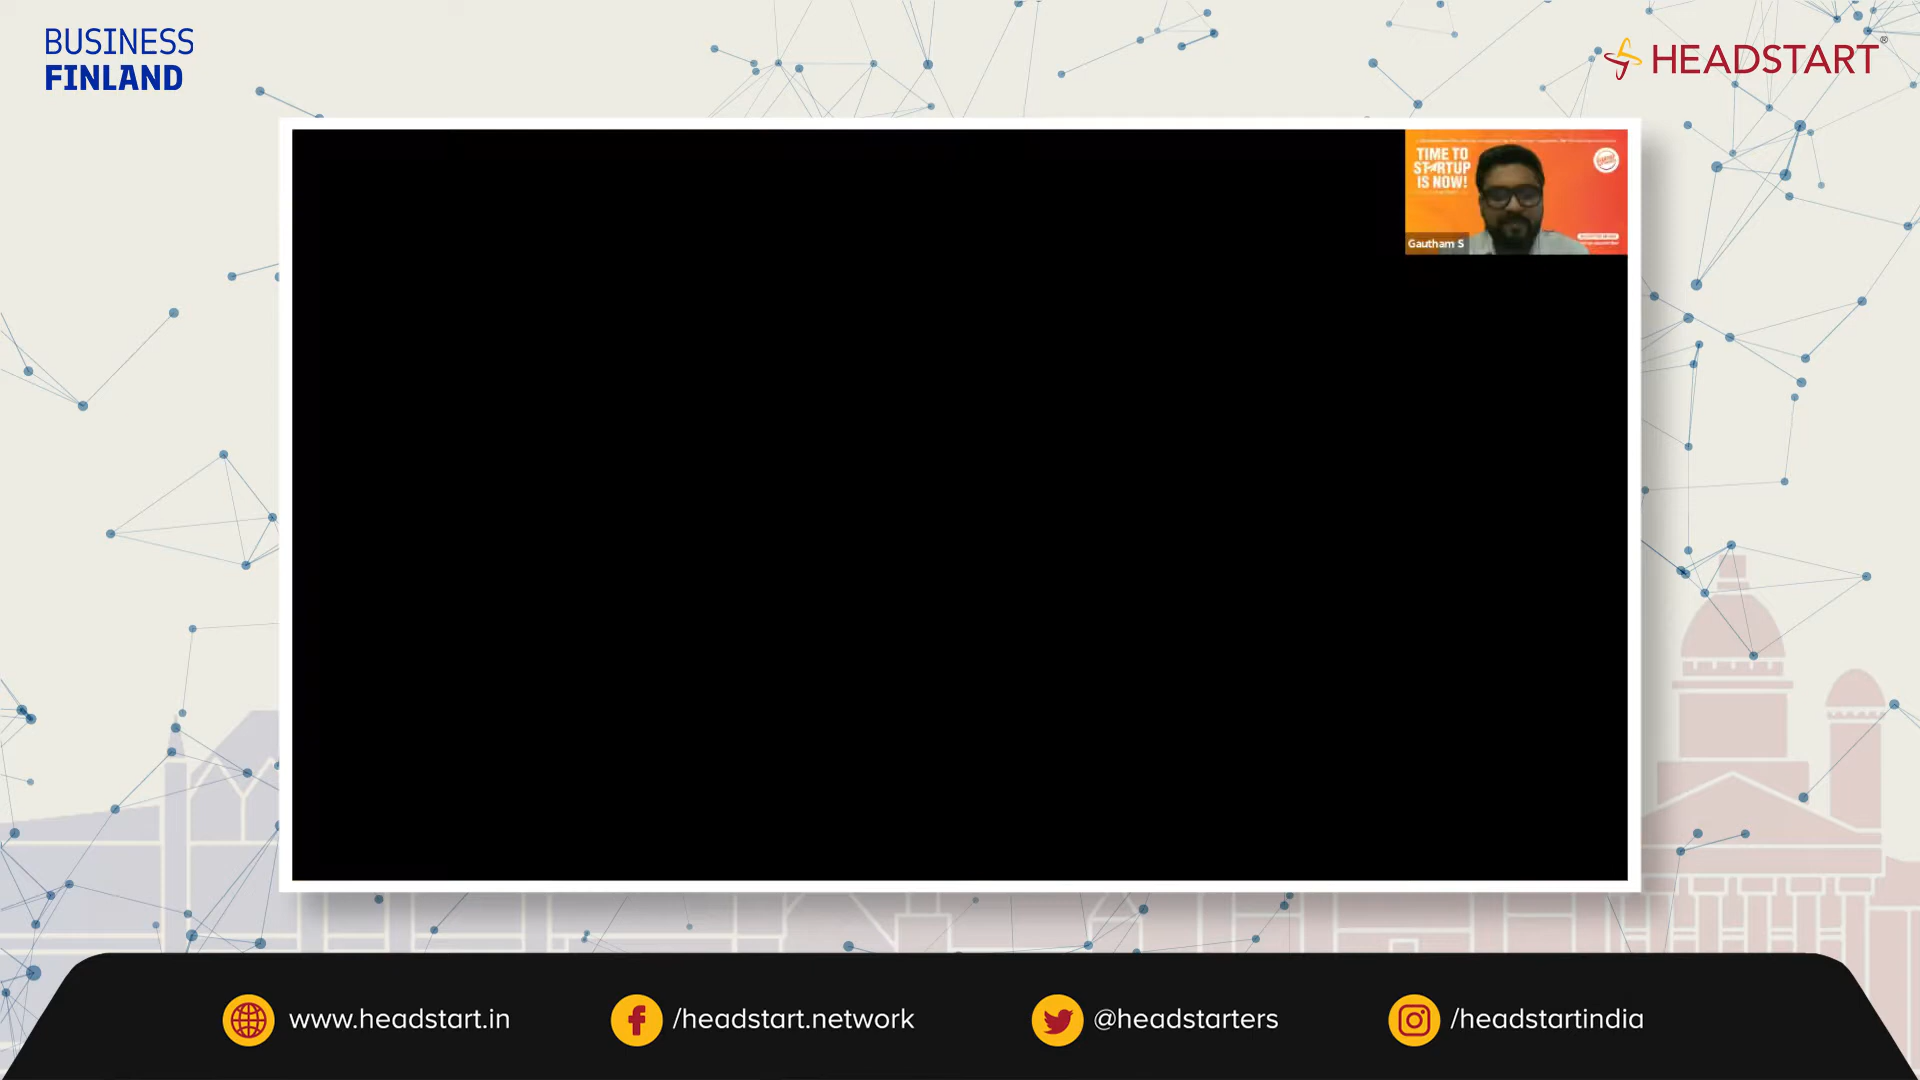 BUSINESS
FINLAND
HEADSTART®
TIME TO
STARTUP
IS NOW!
Gautham S
www.headstart.in
/headstart.network
@headstarters
/headstartindia